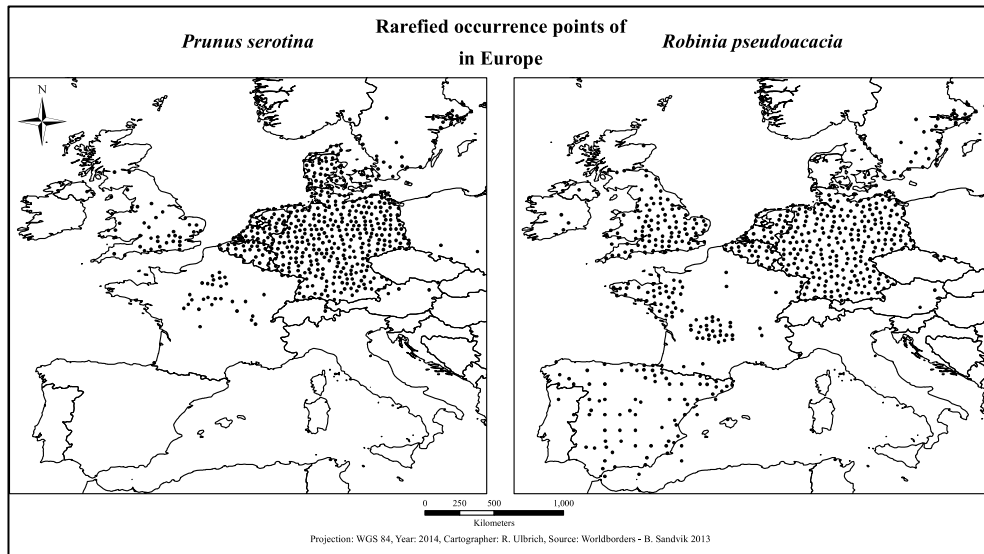 Rarefied occurrence points of
Prunus serotina
Robinia pseudoacacia
in Europe
N
0 250 500 1,000
Kilometers
Projection: WGS 84, Year: 2014, Cartographer: R. Ulbrich, Source: Worldborders - B. Sandvik 2013